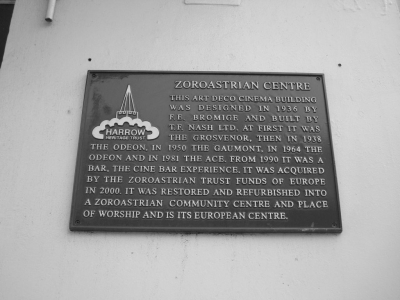 ZOROASTRIAN CENTRE
THIS ART DECO CINEMA BUILDING
WAS DESIGNED IN 1936 BY
F.E. BROMIGE AND BUILT BY
T.F. NASH LTD. AT FIRST IT WAS
THE GROSVENOR, THEN IN 1938
THE ODEON, IN 1950 THE GAUMONT, IN 1964 THE
ODEON AND IN 1981 THE ACE. FROM 1990 IT WAS A
BAR, THE CINE BAR EXPERIENCE. IT WAS ACQUIRED
BY THE ZOROASTRIAN TRUST FUNDS OF EUROPE
IN 2000. IT WAS RESTORED AND REFURBISHED INTO
A ZOROASTRIAN COMMUNITY CENTRE AND PLACE
OF WORSHIP AND IS ITS EUROPEAN CENTRE.
HARROW
HERITAGE TRUST